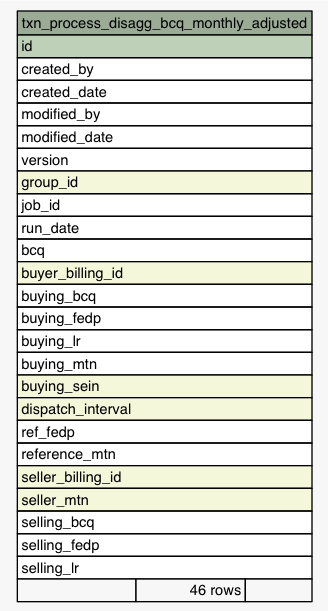 txn_process_disagg_bcq_monthly_adjusted
id
created_by
created_date
modified_by
modified_date
version
group_id
job_id
run_date
bcq
buyer_billing_id
buying_bcq
buying_fedp
buying_lr
buying_mtn
buying_sein
dispatch_interval
ref_fedp
reference_mtn
seller_billing_id
seller_mtn
selling_bcq
selling_fedp
selling_lr
46 rows